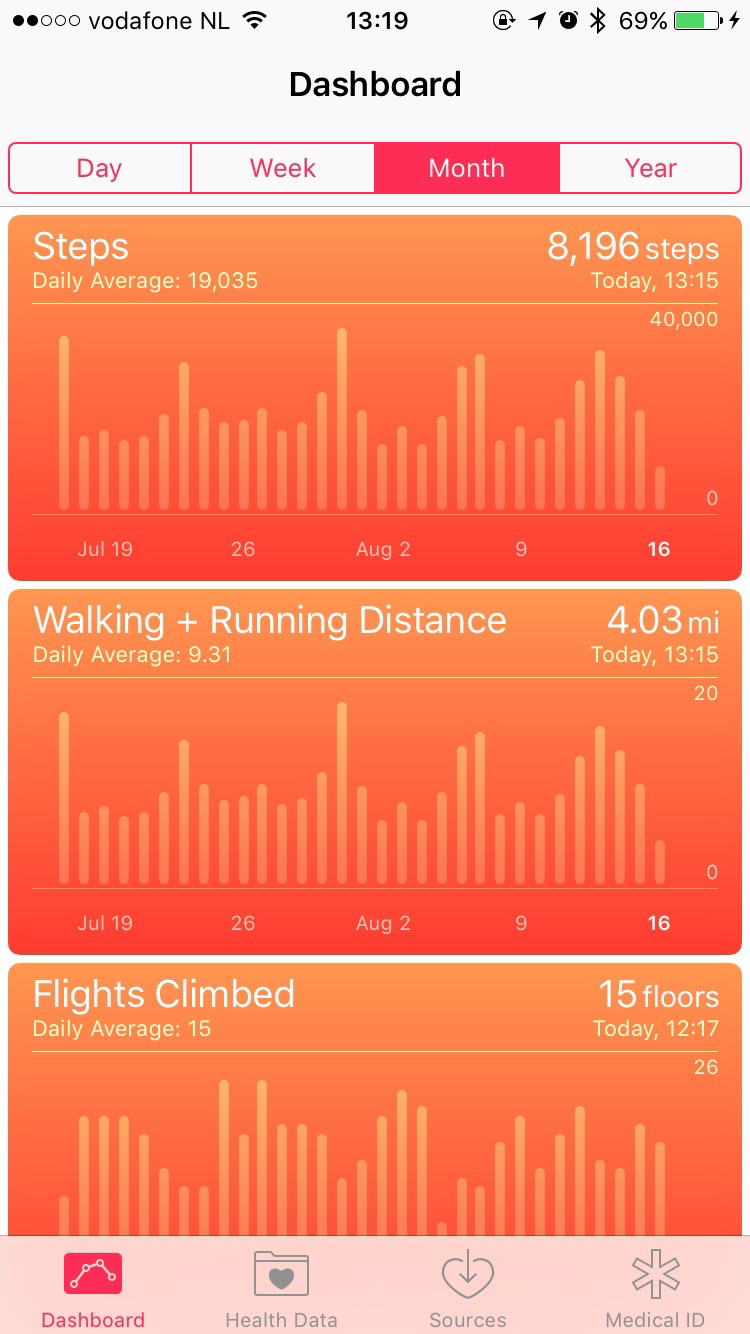 vodafone NL 13:19 69%
Dashboard
Day Week Month Year
Steps 8,196 steps
Daily Average: 19,035 Today, 13:15
40,000
0
Jul 19 26 Aug 2 9 16
Walking + Running Distance 4.03 mi
Daily Average: 9.31 Today, 13:15
20
0
Jul 19 26 Aug 2 9 16
Flights Climbed 15 floors
Daily Average: 15 Today, 12:17
26
Dashboard Health Data Sources Medical ID